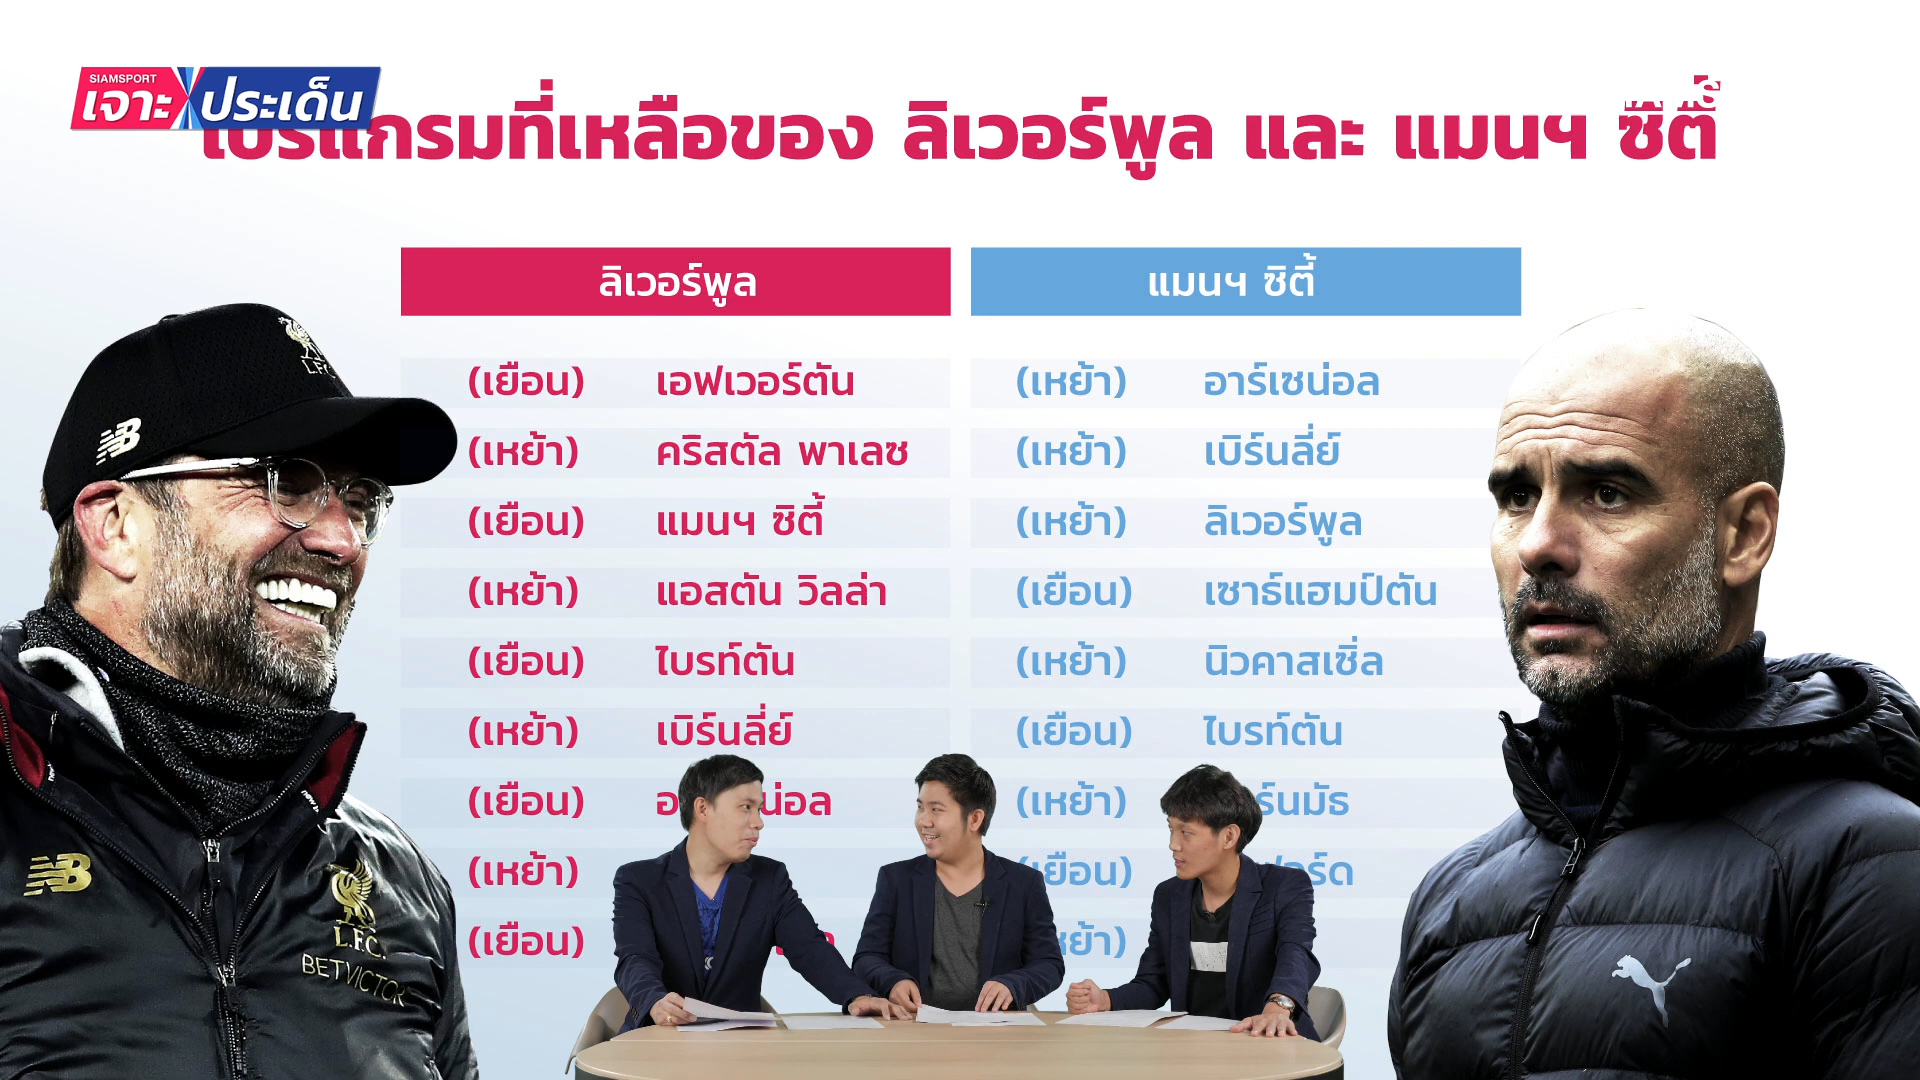 SIAMSPORT
เจาะ ประเด็น
โปรแกรมที่เหลือของ ลิเวอร์พูล และ แมนฯ ซิตี้
ลิเวอร์พูล แมนฯ ซิตี้
(เยือน) เอฟเวอร์ตัน (เหย้า) อาร์เซน่อล
(เหย้า) คริสตัล พาเลซ (เหย้า) เบิร์นลี่ย์
(เยือน) แมนฯ ซิตี้ (เหย้า) ลิเวอร์พูล
(เหย้า) แอสตัน วิลล่า (เยือน) เซาธ์แฮมป์ตัน
(เยือน) ไบรท์ตัน (เหย้า) นิวคาสเซิ่ล
(เหย้า) เบิร์นลี่ย์ (เยือน) ไบรท์ตัน
(เยือน) (เหย้า)
(เหย้า) (เยือน)
(เยือน) (เหย้า)
L.F.C.
L.F.C.
BETVICTOR